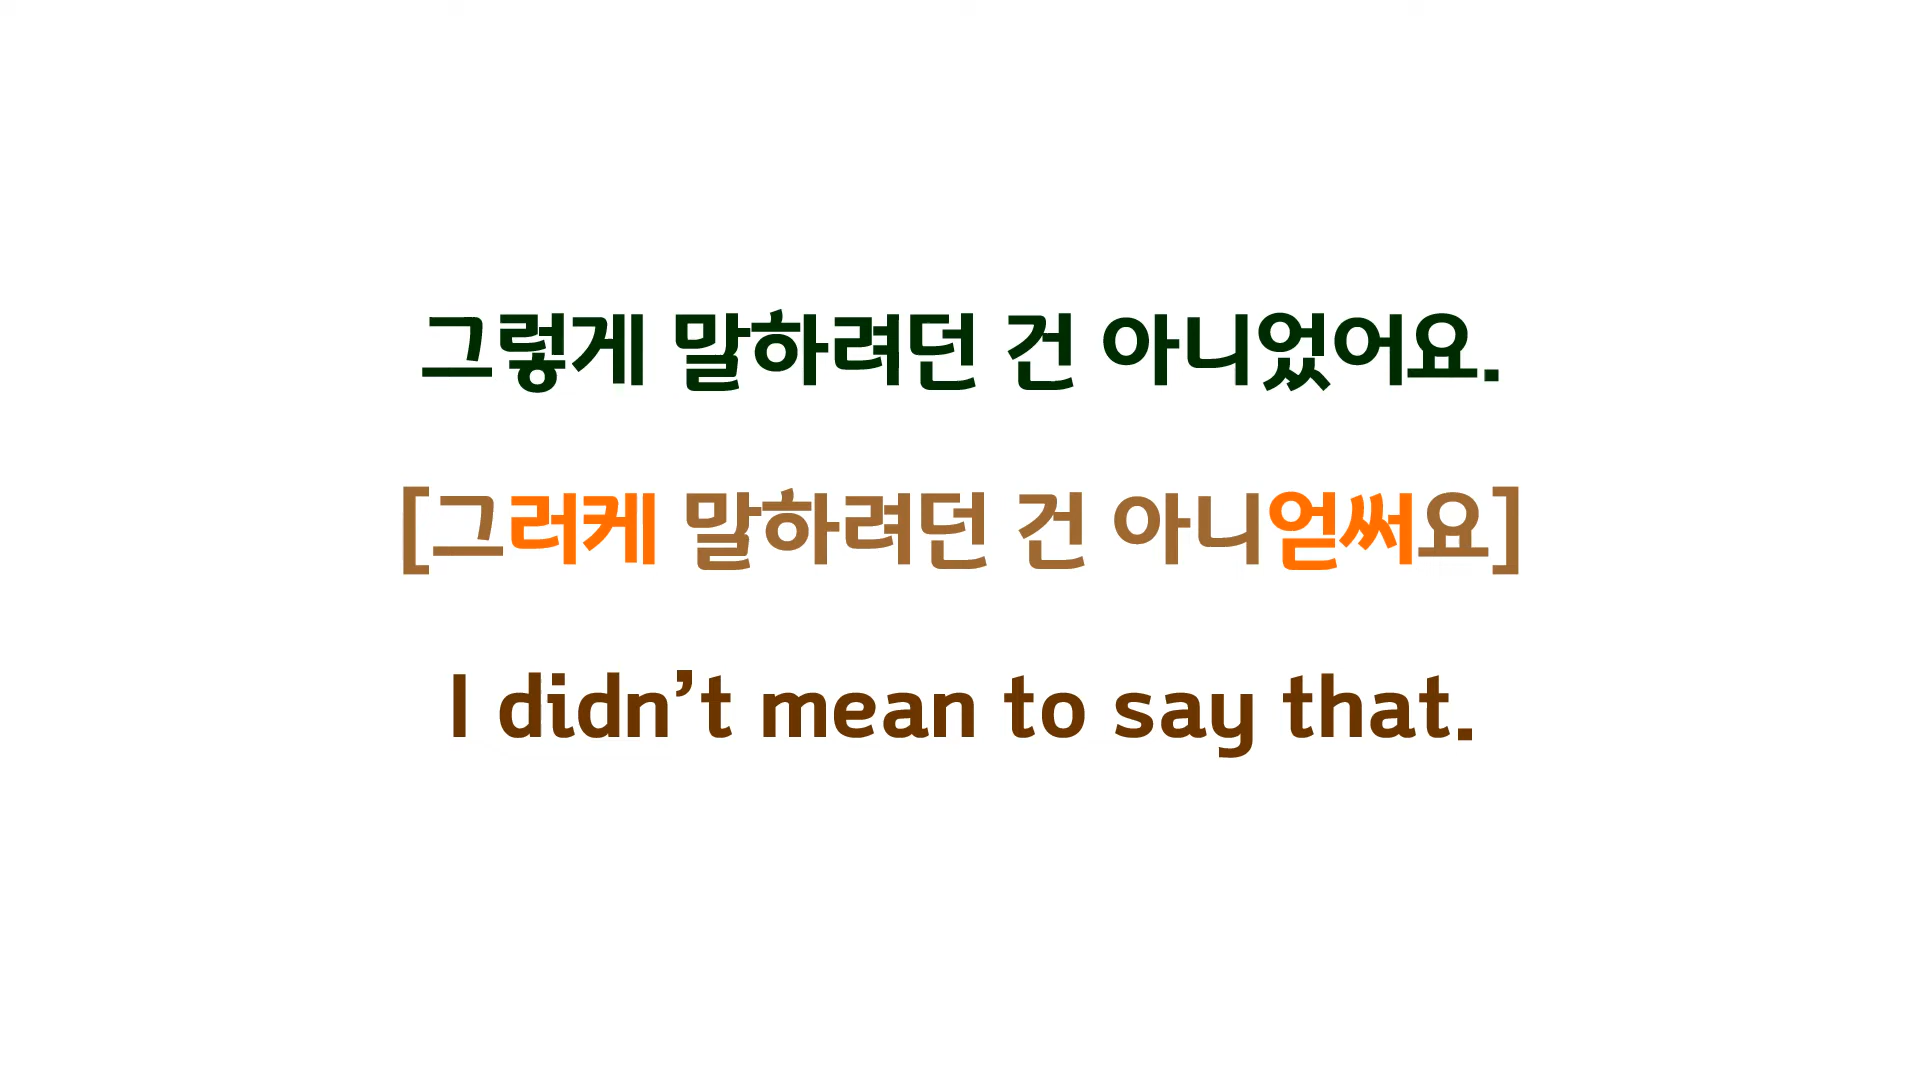 그렇게 말하려던 건 아니었어요.
[그러케 말하려던 건 아니얻써요]
I didn’t mean to say that.